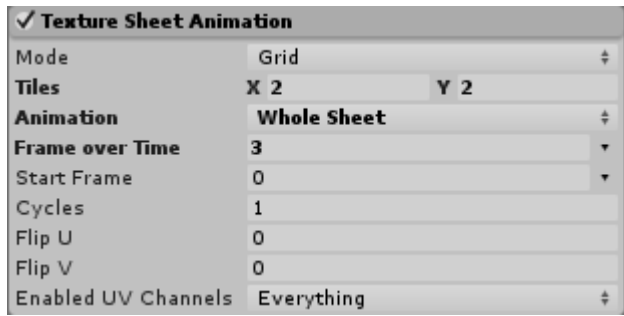 Texture Sheet Animation
Mode Grid
Tiles X 2 Y 2
Animation Whole Sheet
Frame over Time 3
Start Frame 0
Cycles 1
Flip U 0
Flip V 0
Enabled UV Channels Everything